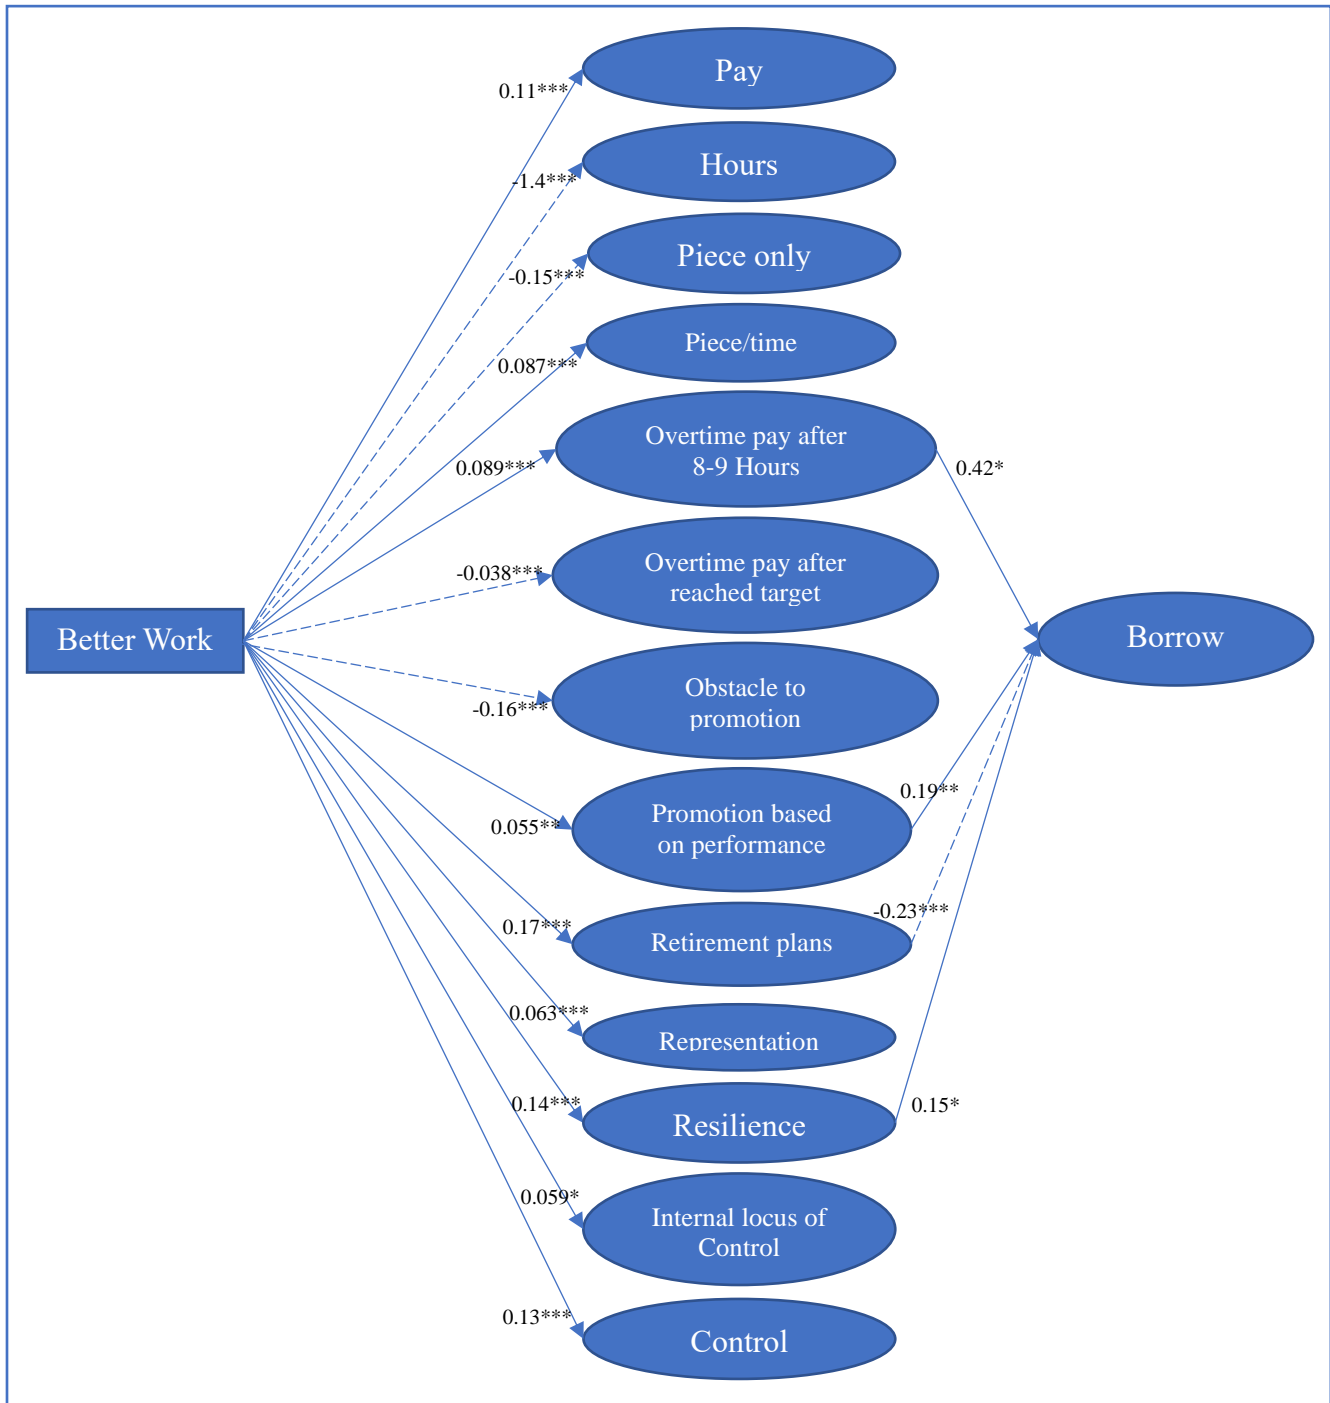 Pay
0.11***
Hours
-1.4***
Piece only
-0.15***
Piece/time
0.087***
Overtime pay after
8-9 Hours
0.089***
0.42*
Overtime pay after
reached target
-0.038***
Better Work
Borrow
Obstacle to
promotion
-0.16***
Promotion based
on performance
0.055**
0.19**
Retirement plans
0.17***
-0.23***
Representation
0.063***
Resilience
0.14***
0.15*
Internal locus of
Control
0.059*
Control
0.13***